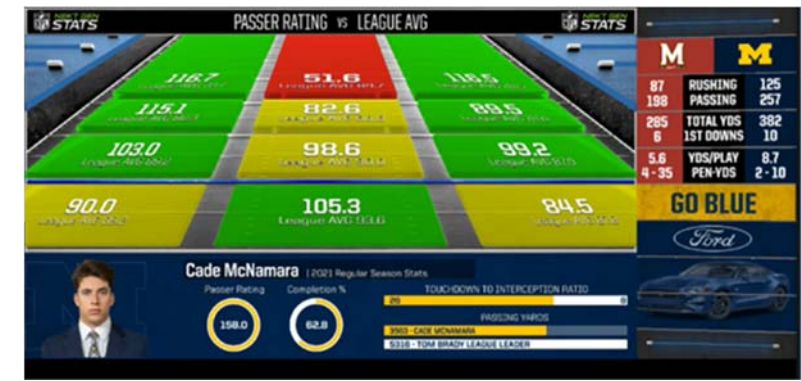 NEXT GEN STATS
PASSER RATING VS LEAGUE AVG
NEXT GEN STATS
116.7 51.6 116.5
115.1 82.6 89.5
103.0 98.6 99.2
90.0 105.3 84.5
League AVG 93.6
Cade McNamara | 2021 Regular Season Stats
Passer Rating
158.0
Completion %
62.8
TOUCHDOWN TO INTERCEPTION RATIO
20
PASSING YARDS
3503 - CADE MCNAMARA
5316 - TOM BRADY LEAGUE LEADER
M M
87 RUSHING 125
198 PASSING 257
285 TOTAL YDS 382
6 1ST DOWNS 10
5.6 YDS/PLAY 8.7
4 - 35 PEN-YDS 2 - 10
GO BLUE
Ford